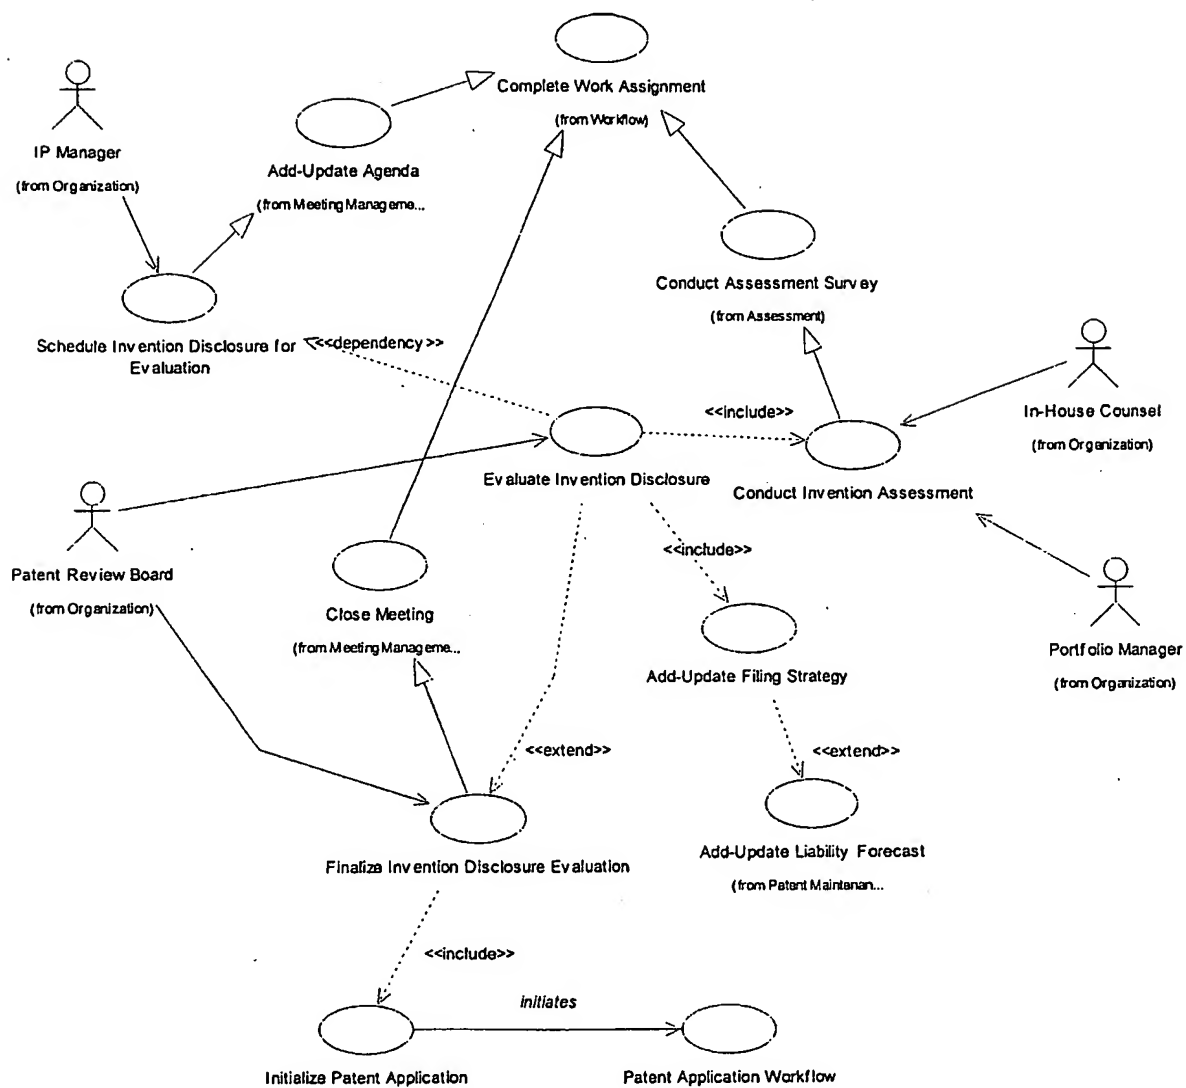 Complete Work Assignment
(from Workflow)
IP Manager
(from Organization)
Add-Update Agenda
(from Meeting Manageme...
Conduct Assessment Survey
(from Assessment)
Schedule Invention Disclosure for
Evaluation
<<dependency>>
In-House Counsel
(from Organization)
<<include>>
Evaluate Invention Disclosure
Conduct Invention Assessment
Patent Review Board
(from Organization)
<<include>>
Close Meeting
(from Meeting Manageme...
Portfolio Manager
(from Organization)
Add-Update Filing Strategy
<<extend>>
<<extend>>
Finalize Invention Disclosure Evaluation
Add-Update Liability Forecast
(from Patent Maintenan...
<<include>>
initiates
Initialize Patent Application
Patent Application Workflow